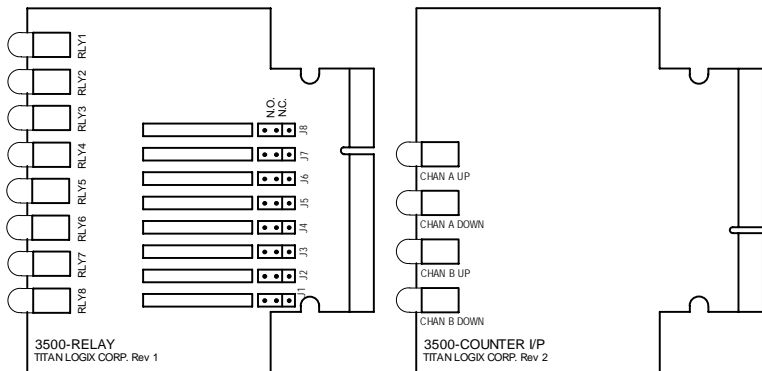 RLY1
RLY2
RLY3
RLY4
RLY5
RLY6
RLY7
RLY8
N.O.
N.C.
J8
J7
J6
J5
J4
J3
J2
J1
3500-RELAY
TITAN LOGIX CORP. Rev 1
CHAN A UP
CHAN A DOWN
CHAN B UP
CHAN B DOWN
3500-COUNTER I/P
TITAN LOGIX CORP. Rev 2